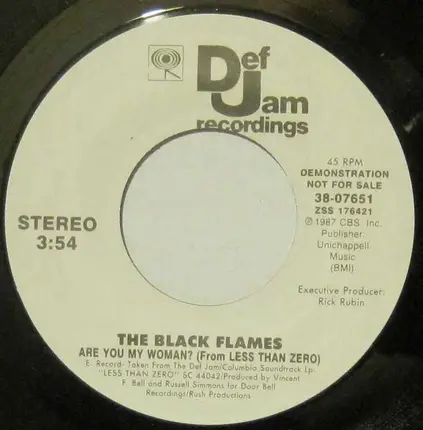 Def
Jam
recordings
45 RPM
DEMONSTRATION
NOT FOR SALE
38-07651
ZSS 176421
℗ 1987 CBS Inc.
Publisher:
Unichappell
Music
(BMI)
STEREO
3:54
Executive Producer:
Rick Rubin
THE BLACK FLAMES
ARE YOU MY WOMAN? (From LESS THAN ZERO)
Record- Taken From The Def Jam/Columbia Soundtrack Lp-
"LESS THAN ZERO" SC 44042/Produced by Vincent
F. Bell and Russell Simmons for Door Bell
Recordings/Rush Productions